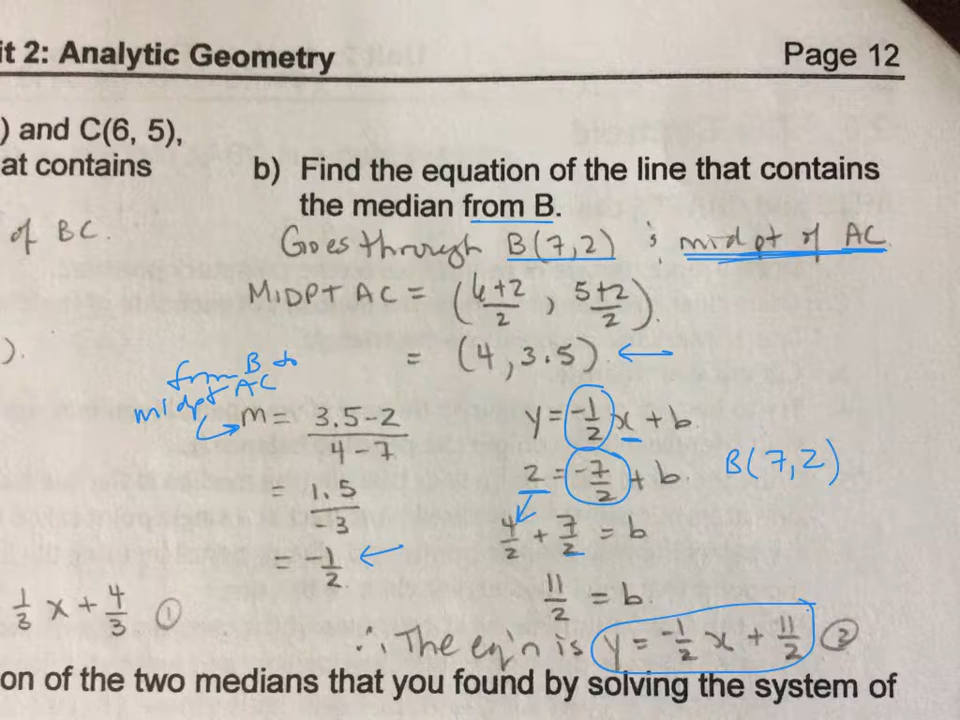 it 2: Analytic Geometry Page 12
) and C(6, 5),
at contains
of BC.
).
1/3 x + 4/3 ①
b) Find the equation of the line that contains
the median from B.
Goes through B(7,2) & midpt of AC
MIDPT AC = (6+2/2 , 5+2/2).
= (4, 3.5).
from B to
midpt AC
m = 3.5-2/4-7
= 1.5/-3
= -1/2.
y = -1/2 x + b
2 = -7/2 + b
B(7,2)
4/2 + 7/2 = b
11/2 = b.
∴ The eq'n is y = -1/2 x + 11/2 ②
on of the two medians that you found by solving the system of